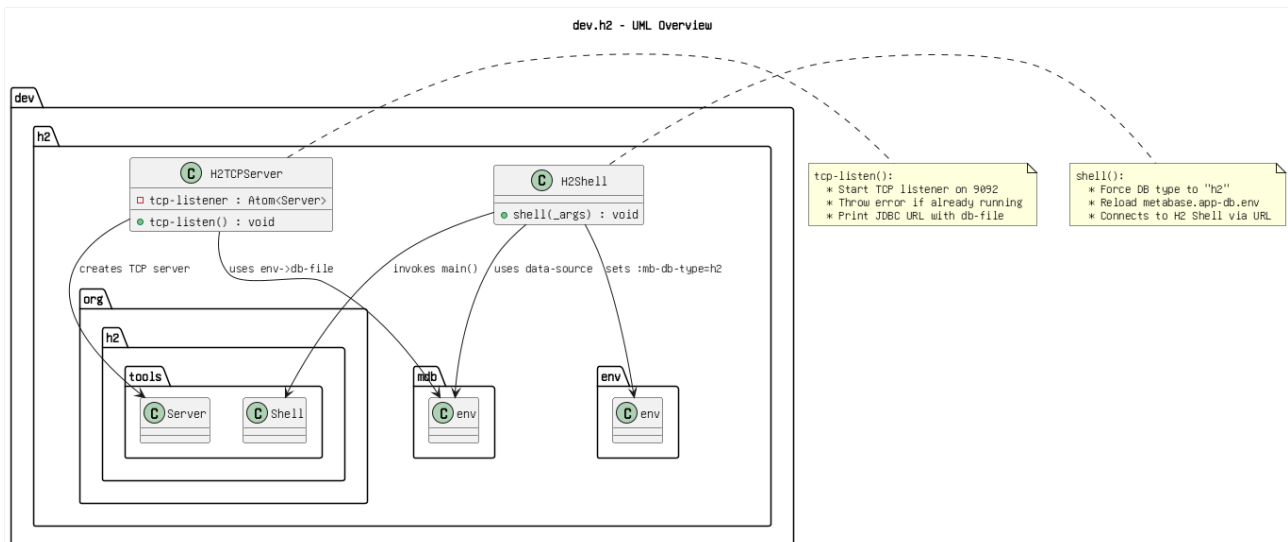 dev.h2 - UML Overview
dev
h2
C H2TCPServer
tcp-listener : Atom<Server>
tcp-listen() : void
C H2Shell
shell(_args) : void
tcp-listen():
* Start TCP listener on 9092
* Throw error if already running
* Print JDBC URL with db-file
shell():
* Force DB type to "h2"
* Reload metabase.app-db.env
* Connects to H2 Shell via URL
creates TCP server
uses env->db-file
invokes main()
uses data-source
sets :mb-db-type=h2
org
h2
tools
C Server
C Shell
mdb
C env
env
C env